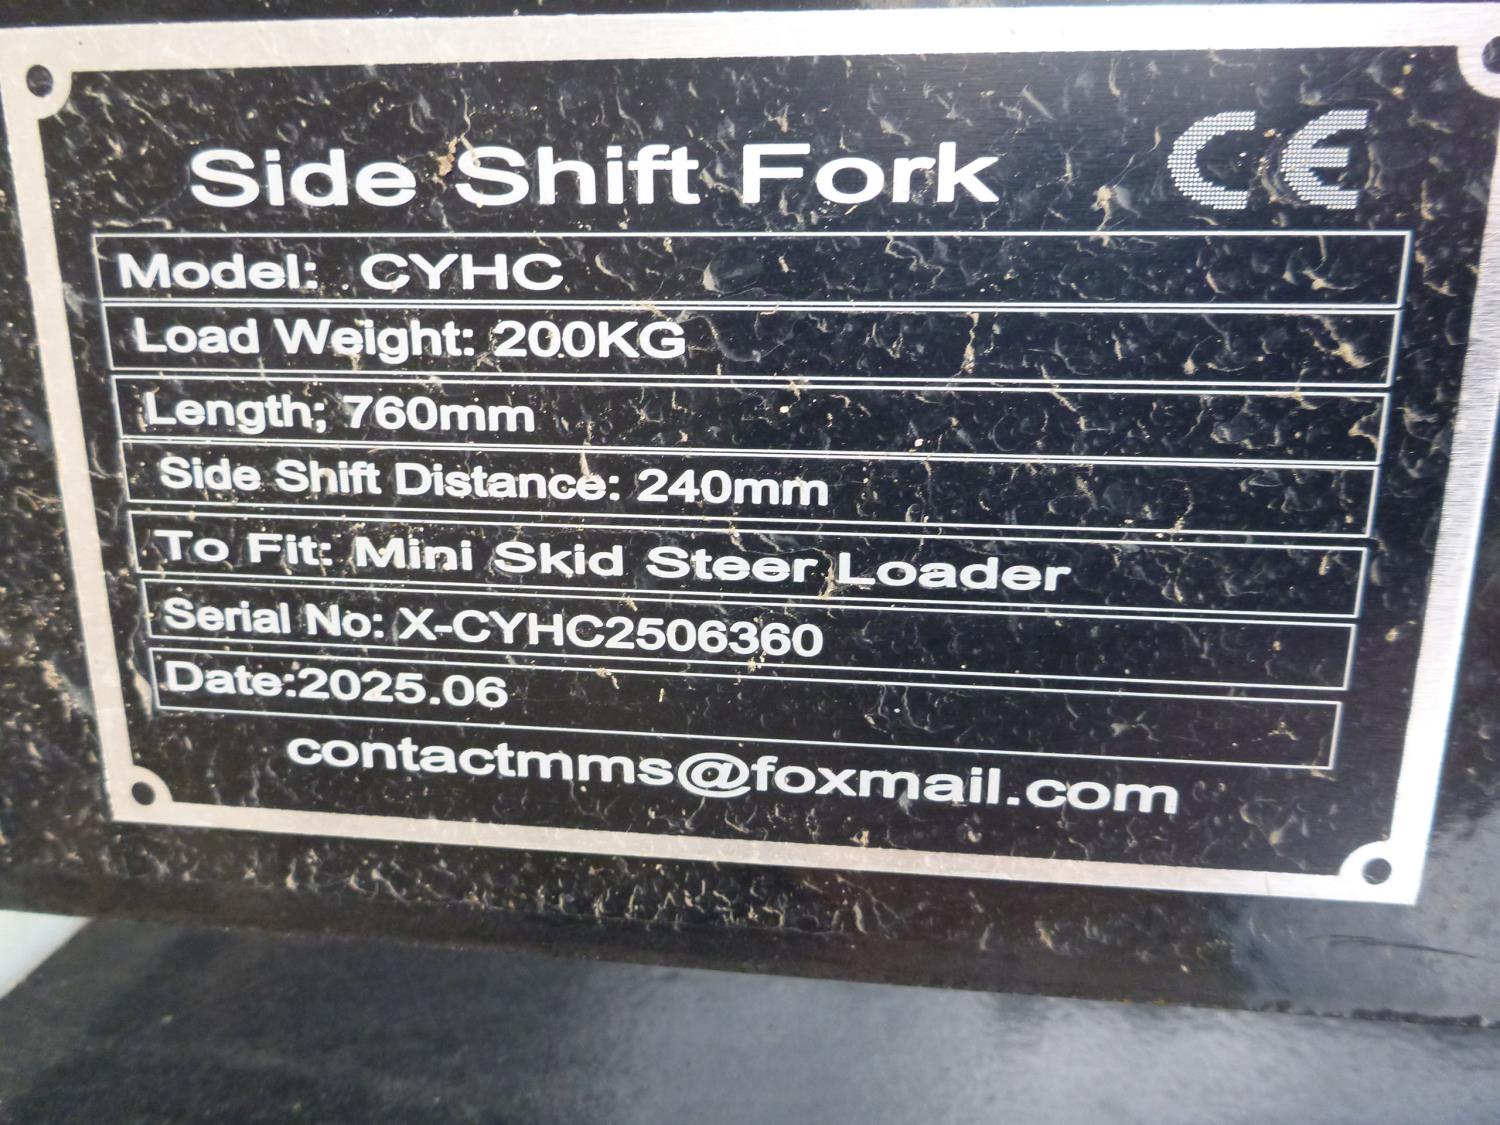 Side Shift Fork CE
Model: CYHC
Load Weight: 200KG
Length; 760mm
Side Shift Distance: 240mm
To Fit: Mini Skid Steer Loader
Serial No: X-CYHC2506360
Date:2025.06
contactmms@foxmail.com